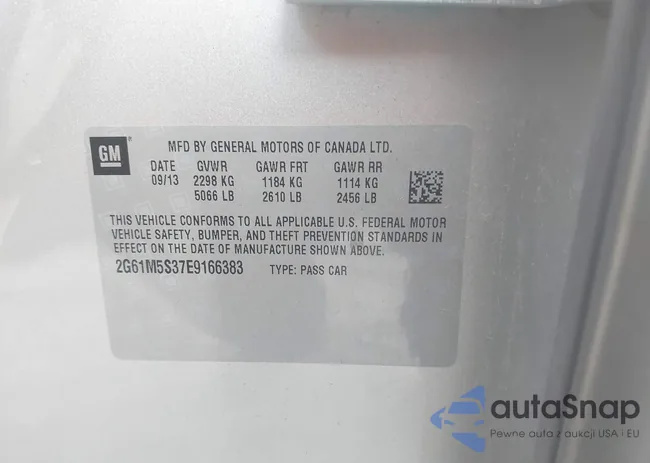 GM
MFD BY GENERAL MOTORS OF CANADA LTD.
DATE GVWR GAWR FRT GAWR RR
09/13 2298 KG 1184 KG 1114 KG
5066 LB 2610 LB 2456 LB
THIS VEHICLE CONFORMS TO ALL APPLICABLE U.S. FEDERAL MOTOR
VEHICLE SAFETY, BUMPER, AND THEFT PREVENTION STANDARDS IN
EFFECT ON THE DATE OF MANUFACTURE SHOWN ABOVE.
2G61M5S37E9166383 TYPE: PASS CAR
autaSnap
Pewne auta z aukcji USA i EU